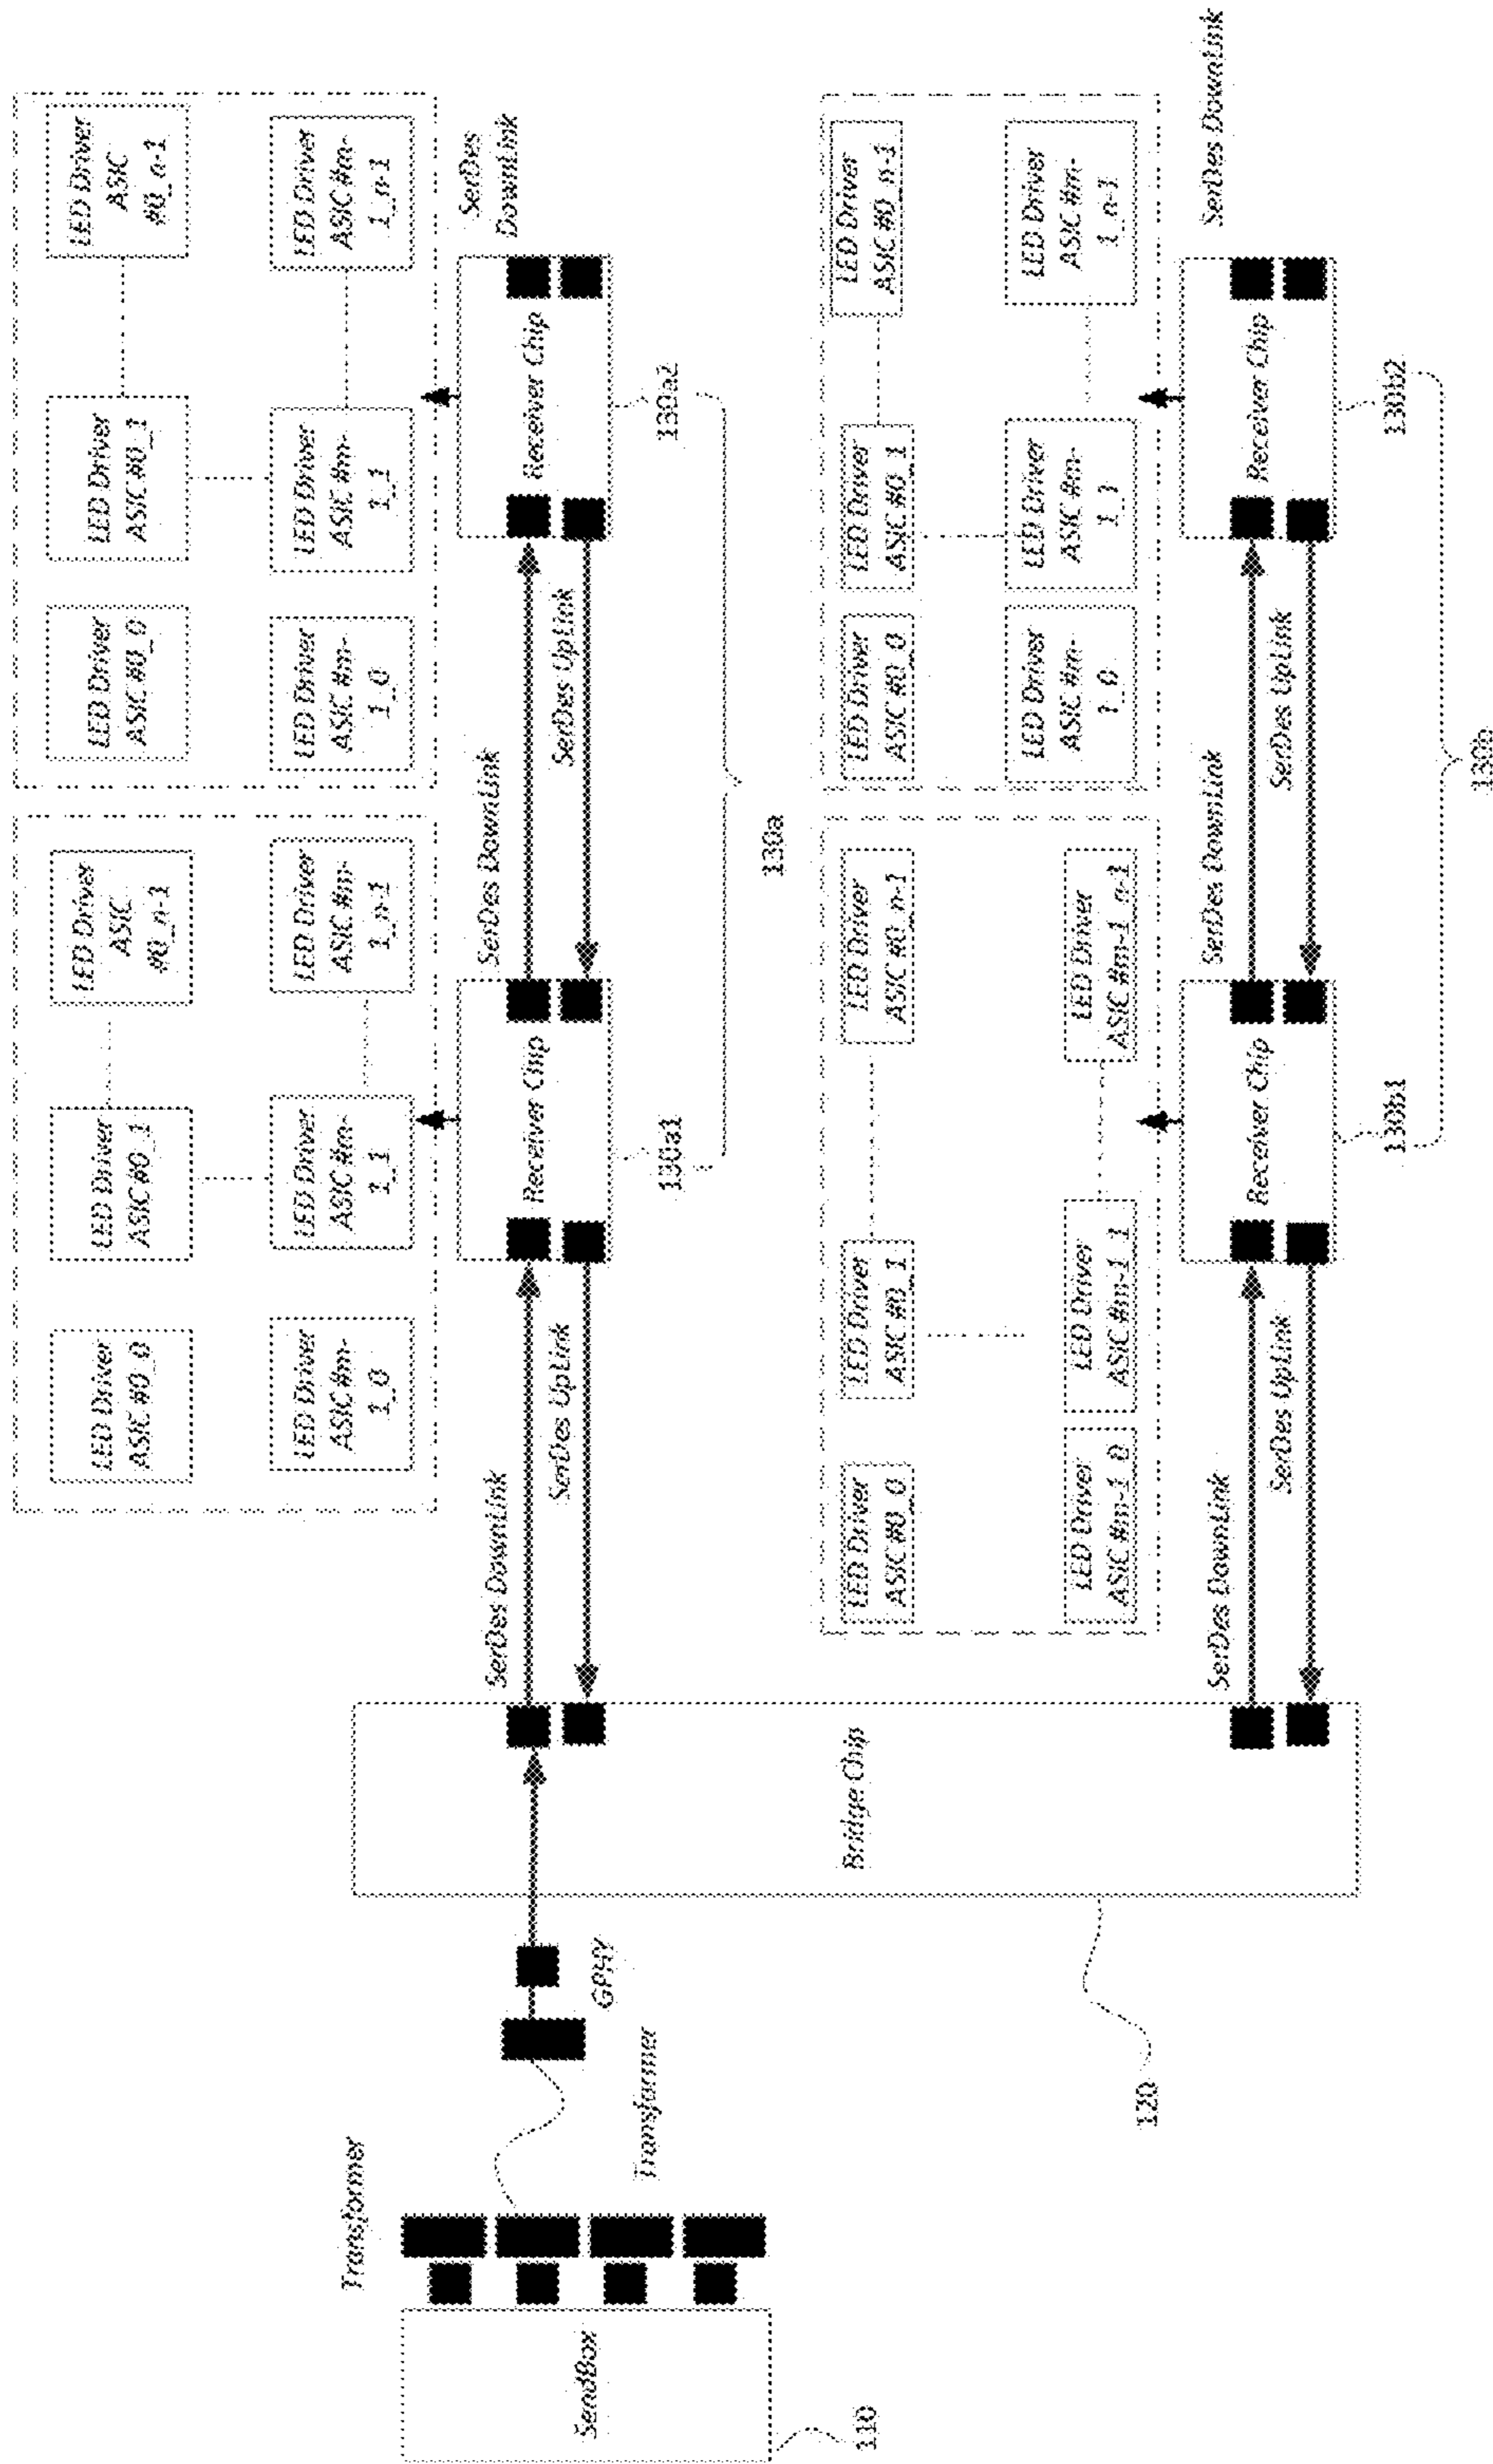 LED Driver
ASIC #0_0
LED Driver
ASIC #0_1
LED Driver
ASIC
#0_n-1
LED Driver
ASIC #m-
1_0
LED Driver
ASIC #m-
1_1
LED Driver
ASIC #m-
1_n-1
LED Driver
ASIC #0_0
LED Driver
ASIC #0_1
LED Driver
ASIC
#0_n-1
LED Driver
ASIC #m-
1_0
LED Driver
ASIC #m-
1_1
LED Driver
ASIC #m-
1_n-1
Transformer
SendBox
110
Transformer
GPHY
Bridge Chip
120
SerDes DownLink
SerDes UpLink
Receiver Chip
130a1
SerDes DownLink
SerDes UpLink
Receiver Chip
130a2
SerDes
DownLink
130a
LED Driver
ASIC #0_0
LED Driver
ASIC #0_1
LED Driver
ASIC #0_n-1
LED Driver
ASIC #m-1_0
LED Driver
ASIC #m-1_1
LED Driver
ASIC #m-1_n-1
LED Driver
ASIC #0_0
LED Driver
ASIC #0_1
LED Driver
ASIC #0_n-1
LED Driver
ASIC #m-
1_0
LED Driver
ASIC #m-
1_1
LED Driver
ASIC #m-
1_n-1
SerDes DownLink
SerDes UpLink
Receiver Chip
130b1
SerDes DownLink
SerDes UpLink
Receiver Chip
130b2
SerDes DownLink
130b